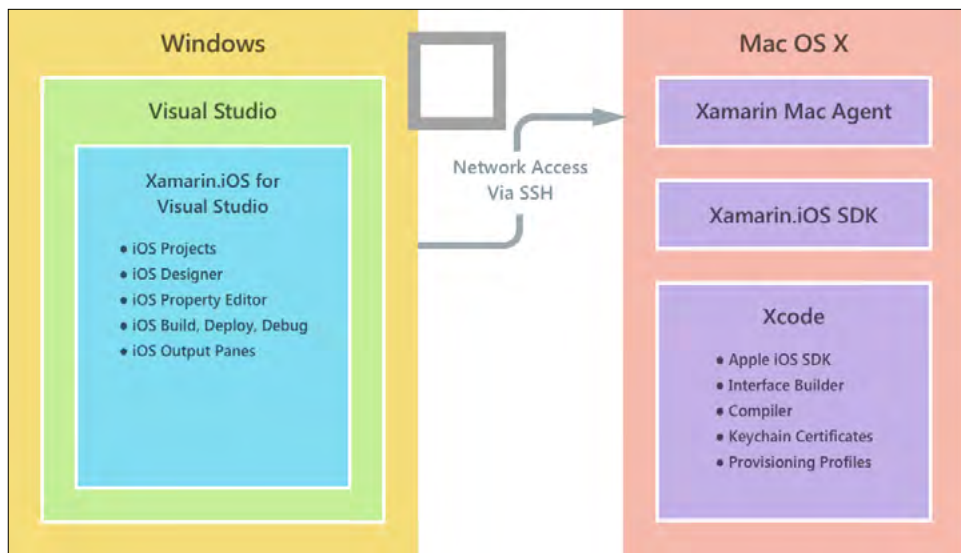 Windows
Visual Studio
Xamarin.iOS for
Visual Studio
• iOS Projects
• iOS Designer
• iOS Property Editor
• iOS Build, Deploy, Debug
• iOS Output Panes
Network Access
Via SSH
Mac OS X
Xamarin Mac Agent
Xamarin.iOS SDK
Xcode
• Apple iOS SDK
• Interface Builder
• Compiler
• Keychain Certificates
• Provisioning Profiles